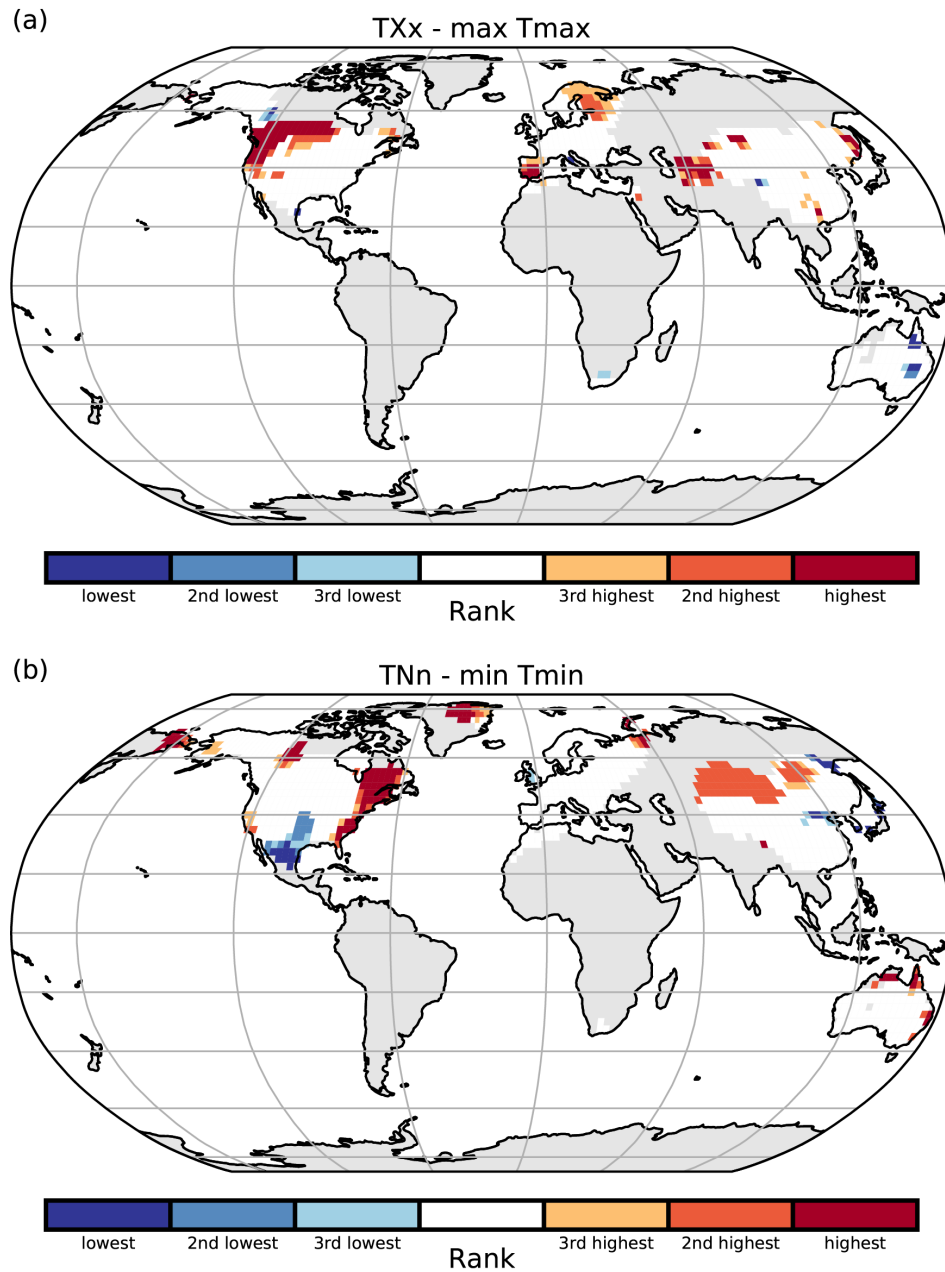 (a)
TXx - max Tmax
lowest 2nd lowest 3rd lowest 3rd highest 2nd highest highest
Rank
(b)
TNn - min Tmin
lowest 2nd lowest 3rd lowest 3rd highest 2nd highest highest
Rank